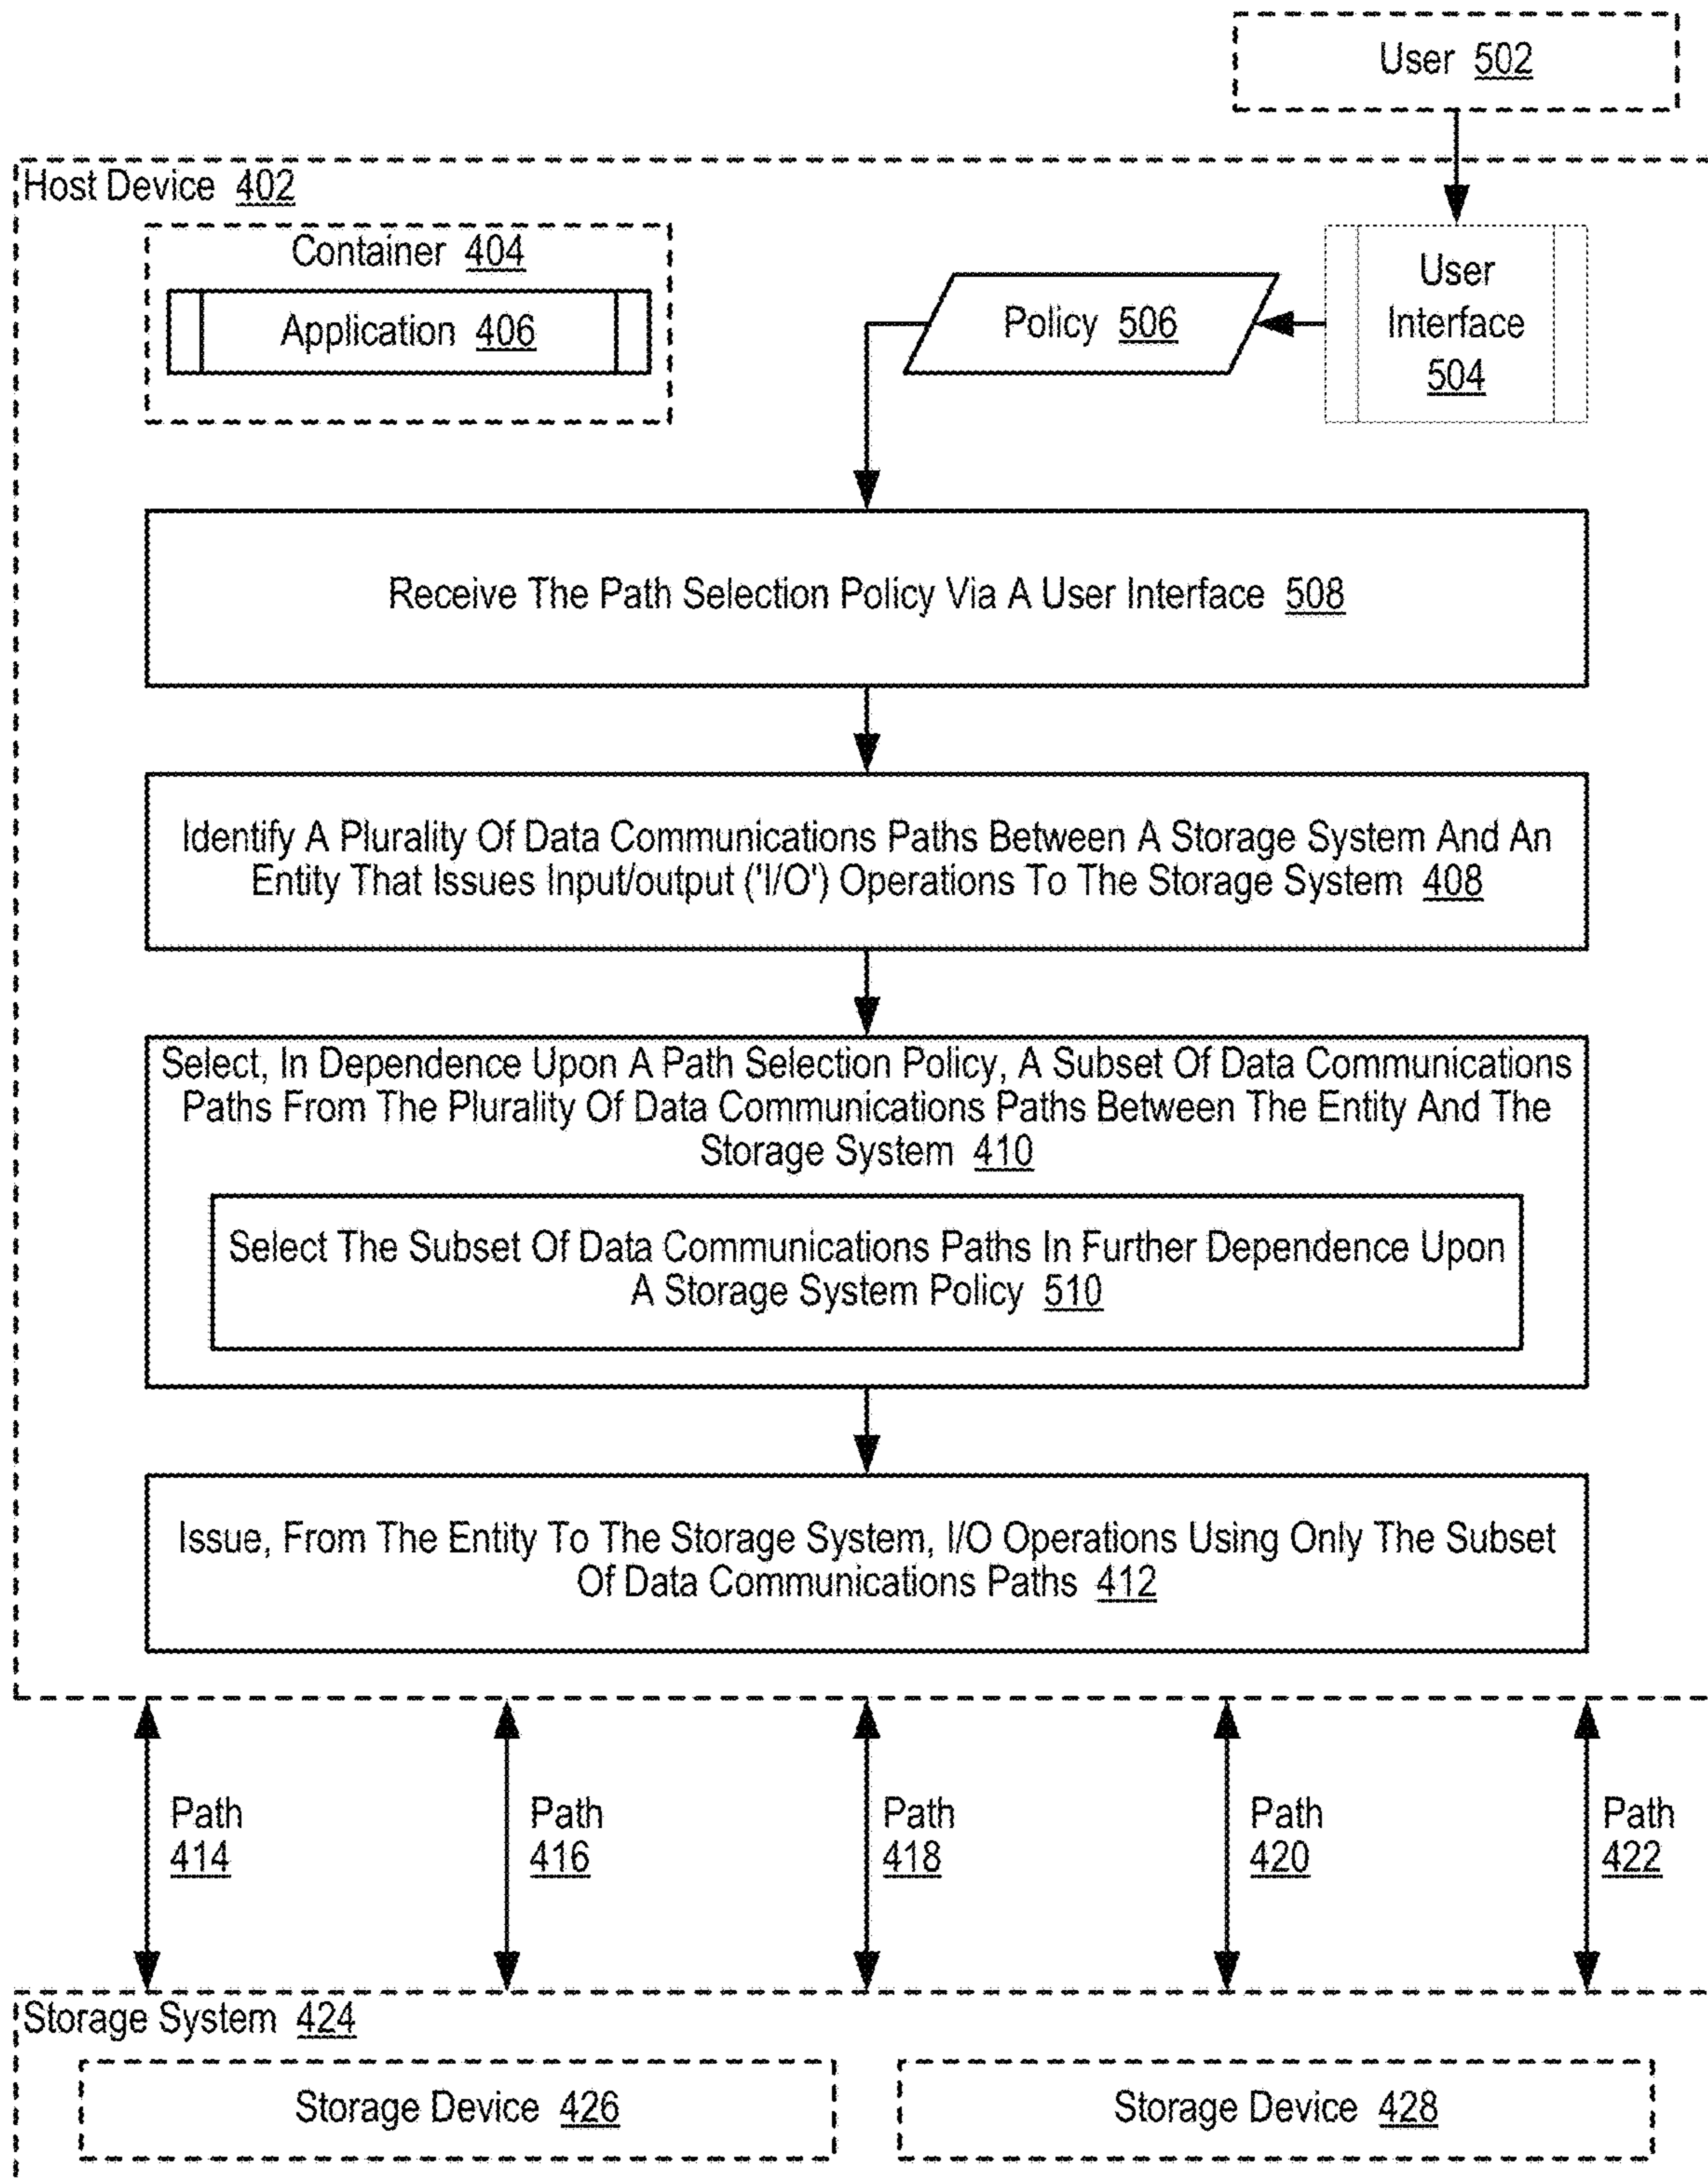 User 502
Host Device 402
Container 404
Application 406
Policy 506
User
Interface
504
Receive The Path Selection Policy Via A User Interface 508
Identify A Plurality Of Data Communications Paths Between A Storage System And An
Entity That Issues Input/output ('I/O') Operations To The Storage System 408
Select, In Dependence Upon A Path Selection Policy, A Subset Of Data Communications
Paths From The Plurality Of Data Communications Paths Between The Entity And The
Storage System 410
Select The Subset Of Data Communications Paths In Further Dependence Upon
A Storage System Policy 510
Issue, From The Entity To The Storage System, I/O Operations Using Only The Subset
Of Data Communications Paths 412
Path
414
Path
416
Path
418
Path
420
Path
422
Storage System 424
Storage Device 426
Storage Device 428